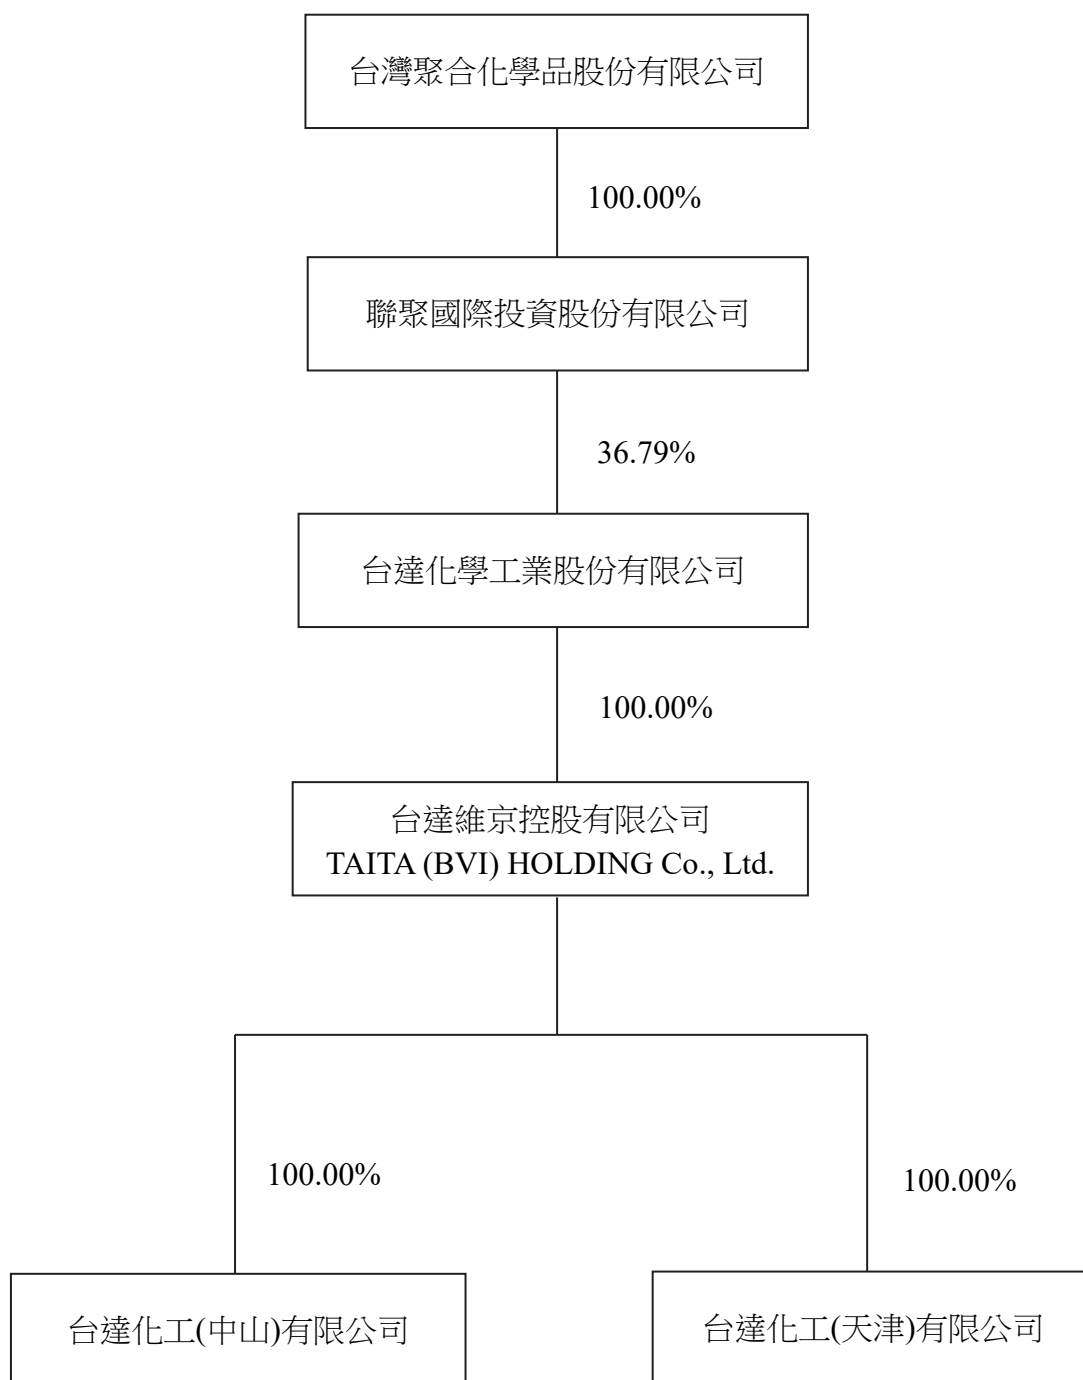 台灣聚合化學品股份有限公司
100.00%
聯聚國際投資股份有限公司
36.79%
台達化學工業股份有限公司
100.00%
台達維京控股有限公司
TAITA (BVI) HOLDING Co., Ltd.
100.00%
100.00%
台達化工(中山)有限公司
台達化工(天津)有限公司